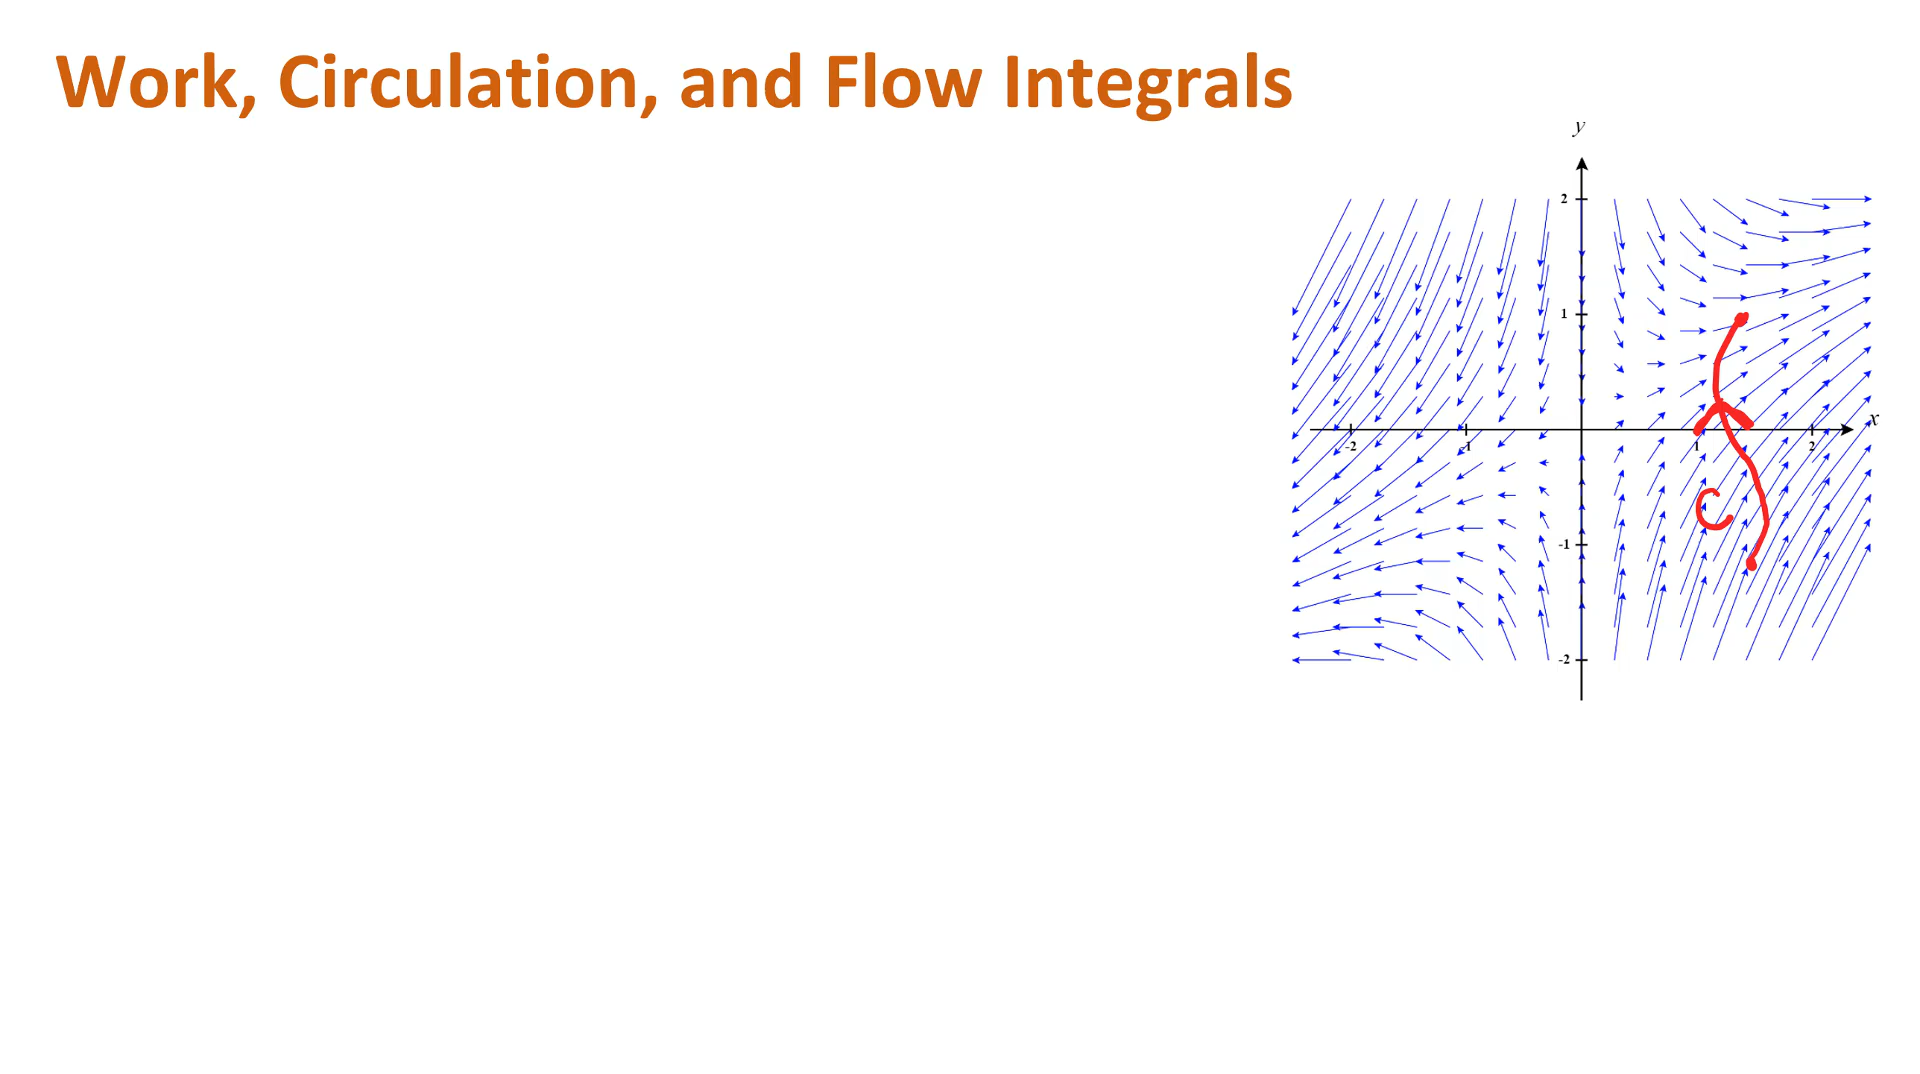 Work, Circulation, and Flow Integrals
y
2
1
x
-2
-1
1
2
C
-1
-2